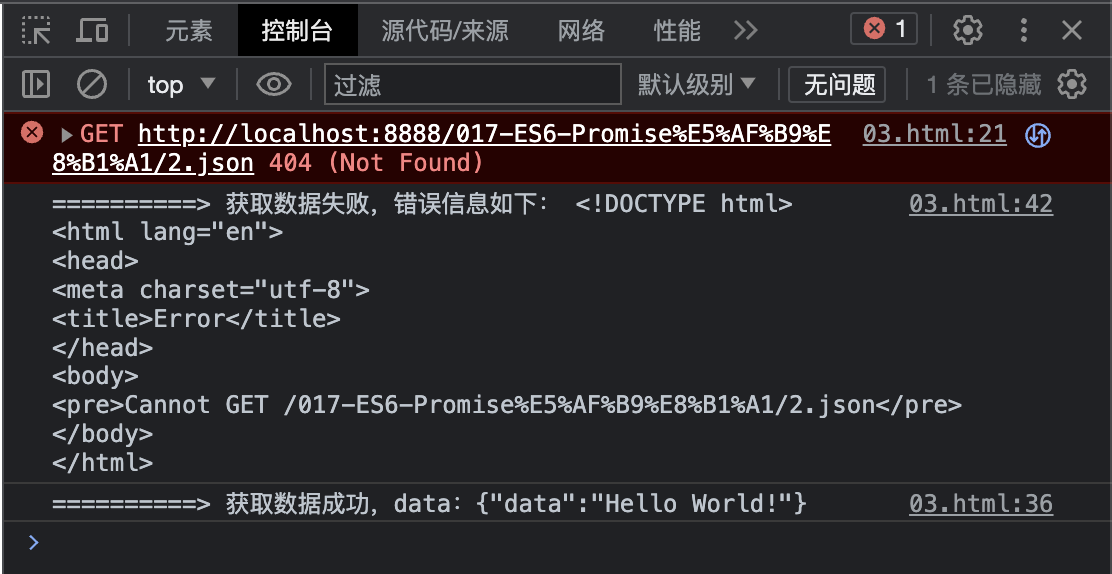 元素 控制台 源代码/来源 网络 性能 1
top 过滤 默认级别 无问题 1 条已隐藏
GET http://localhost:8888/017-ES6-Promise%E5%AF%B9%E 03.html:21
8%B1%A1/2.json 404 (Not Found)
==========> 获取数据失败，错误信息如下： <!DOCTYPE html> 03.html:42
<html lang="en">
<head>
<meta charset="utf-8">
<title>Error</title>
</head>
<body>
<pre>Cannot GET /017-ES6-Promise%E5%AF%B9%E8%B1%A1/2.json</pre>
</body>
</html>
==========> 获取数据成功，data：{"data":"Hello World!"} 03.html:36